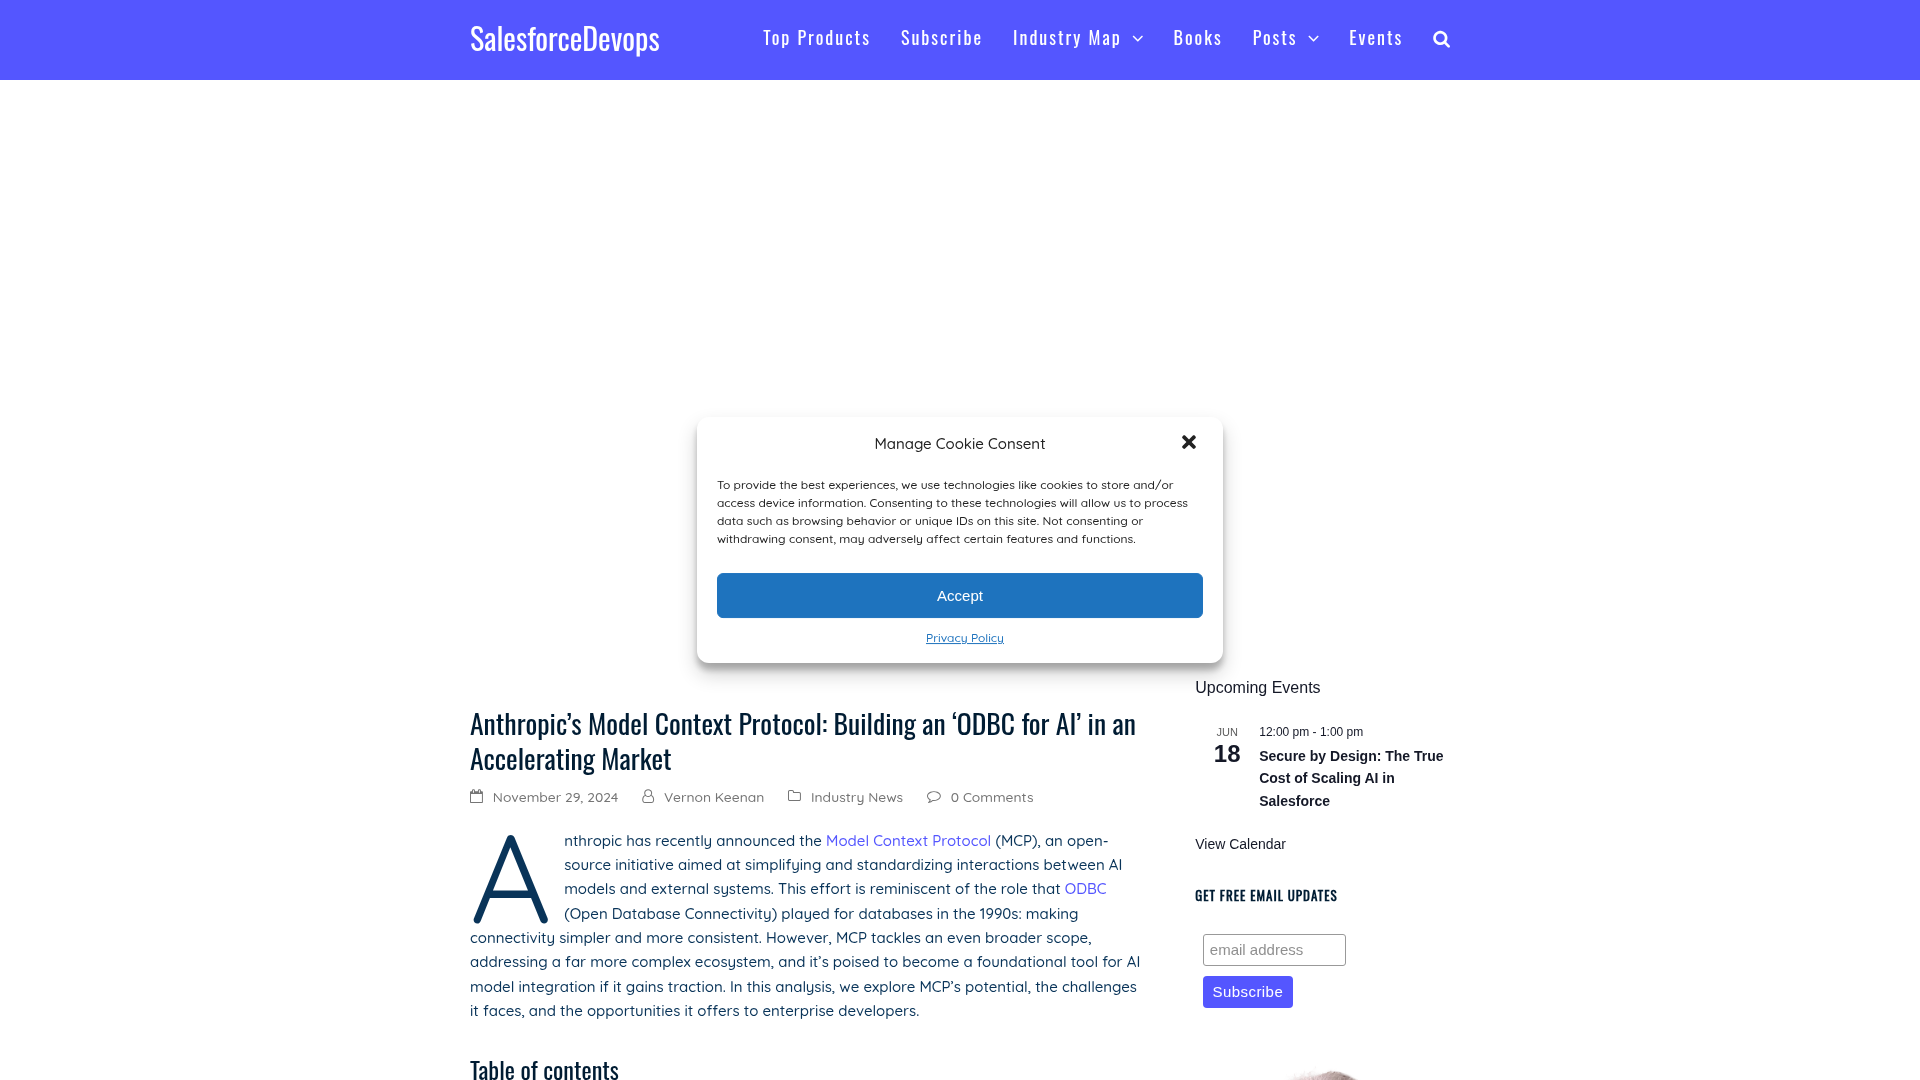 SalesforceDevops
Top Products
Subscribe
Industry Map
Books
Posts
Events
Manage Cookie Consent
To provide the best experiences, we use technologies like cookies to store and/or
access device information. Consenting to these technologies will allow us to process
data such as browsing behavior or unique IDs on this site. Not consenting or
withdrawing consent, may adversely affect certain features and functions.
Accept
Privacy Policy
Anthropic’s Model Context Protocol: Building an ‘ODBC for AI’ in an
Accelerating Market
November 29, 2024
Vernon Keenan
Industry News
0 Comments
Anthropic has recently announced the Model Context Protocol (MCP), an open-
source initiative aimed at simplifying and standardizing interactions between AI
models and external systems. This effort is reminiscent of the role that ODBC
(Open Database Connectivity) played for databases in the 1990s: making
connectivity simpler and more consistent. However, MCP tackles an even broader scope,
addressing a far more complex ecosystem, and it’s poised to become a foundational tool for AI
model integration if it gains traction. In this analysis, we explore MCP’s potential, the challenges
it faces, and the opportunities it offers to enterprise developers.
Table of contents
Upcoming Events
JUN
18
12:00 pm - 1:00 pm
Secure by Design: The True
Cost of Scaling AI in
Salesforce
View Calendar
GET FREE EMAIL UPDATES
email address
Subscribe